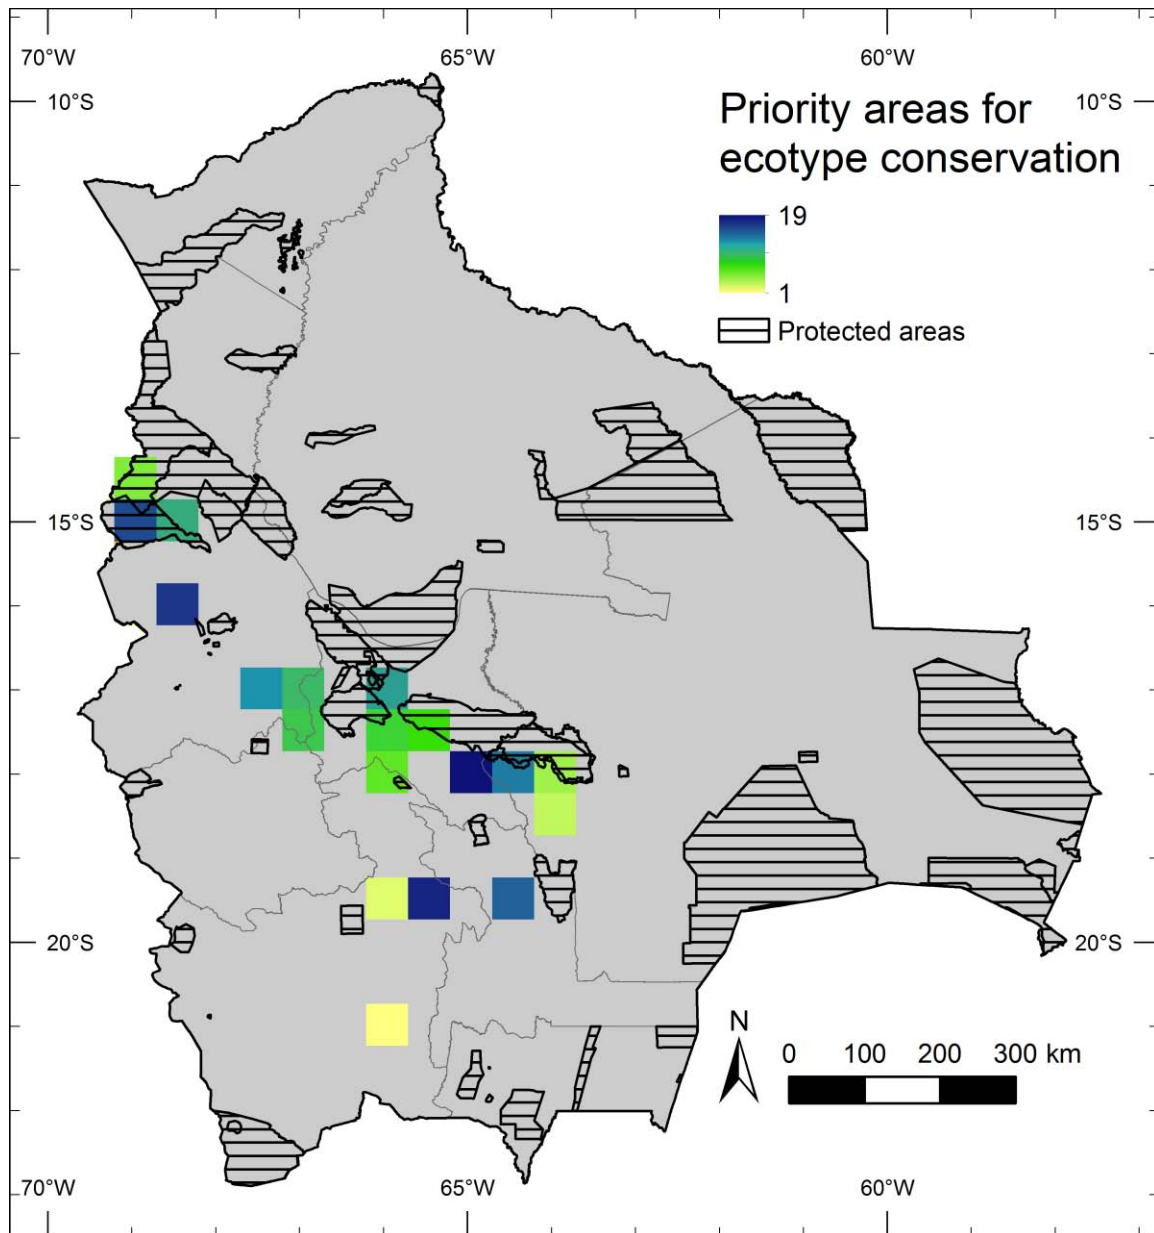 70°W 65°W 60°W
10°S 10°S
Priority areas for
ecotype conservation
19
1
Protected areas
15°S 15°S
20°S 20°S
N
0 100 200 300 km
70°W 65°W 60°W